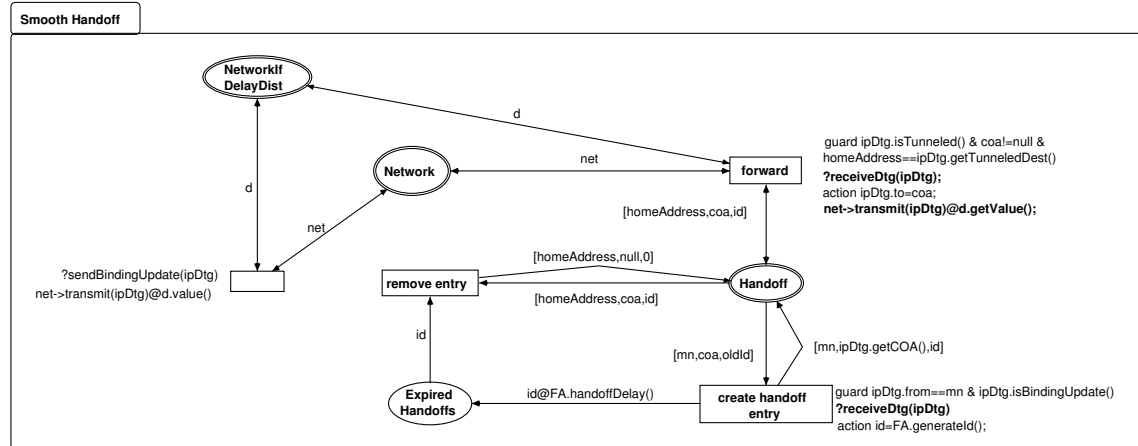 Smooth Handoff
NetworkIf
DelayDist
d
guard ipDtg.isTunneled() & coa!=null &
homeAddress==ipDtg.getTunneledDest()
?receiveDtg(ipDtg);
action ipDtg.to=coa;
net->transmit(ipDtg)@d.getValue();
net
Network
forward
d
net
[homeAddress,coa,id]
?sendBindingUpdate(ipDtg)
net->transmit(ipDtg)@d.value()
[homeAddress,null,0]
remove entry
Handoff
[homeAddress,coa,id]
id
[mn,coa,oldId]
[mn,ipDtg.getCOA(),id]
Expired
Handoffs
id@FA.handoffDelay()
create handoff
entry
guard ipDtg.from==mn & ipDtg.isBindingUpdate()
?receiveDtg(ipDtg)
action id=FA.generateId();